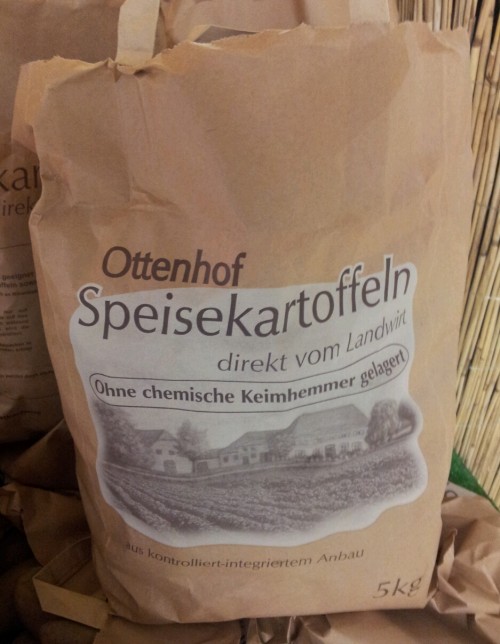 Ottenhof
Speisekartoffeln
direkt vom Landwirt
Ohne chemische Keimhemmer gelagert
aus kontrolliert-integriertem Anbau
5kg